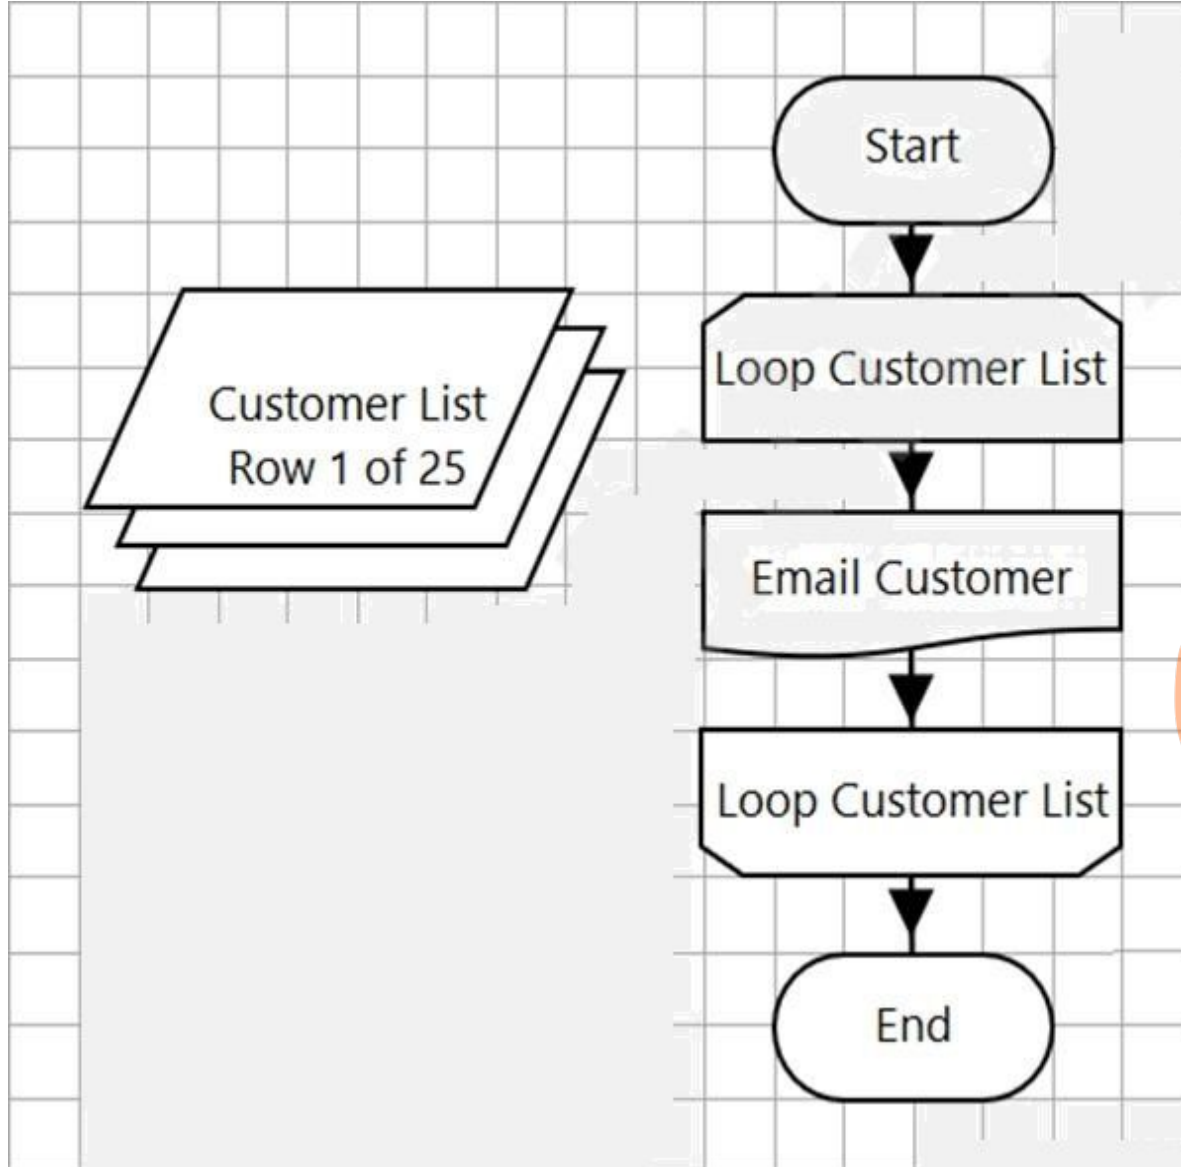 Start
Loop Customer List
Customer List
Row 1 of 25
Email Customer
Loop Customer List
End